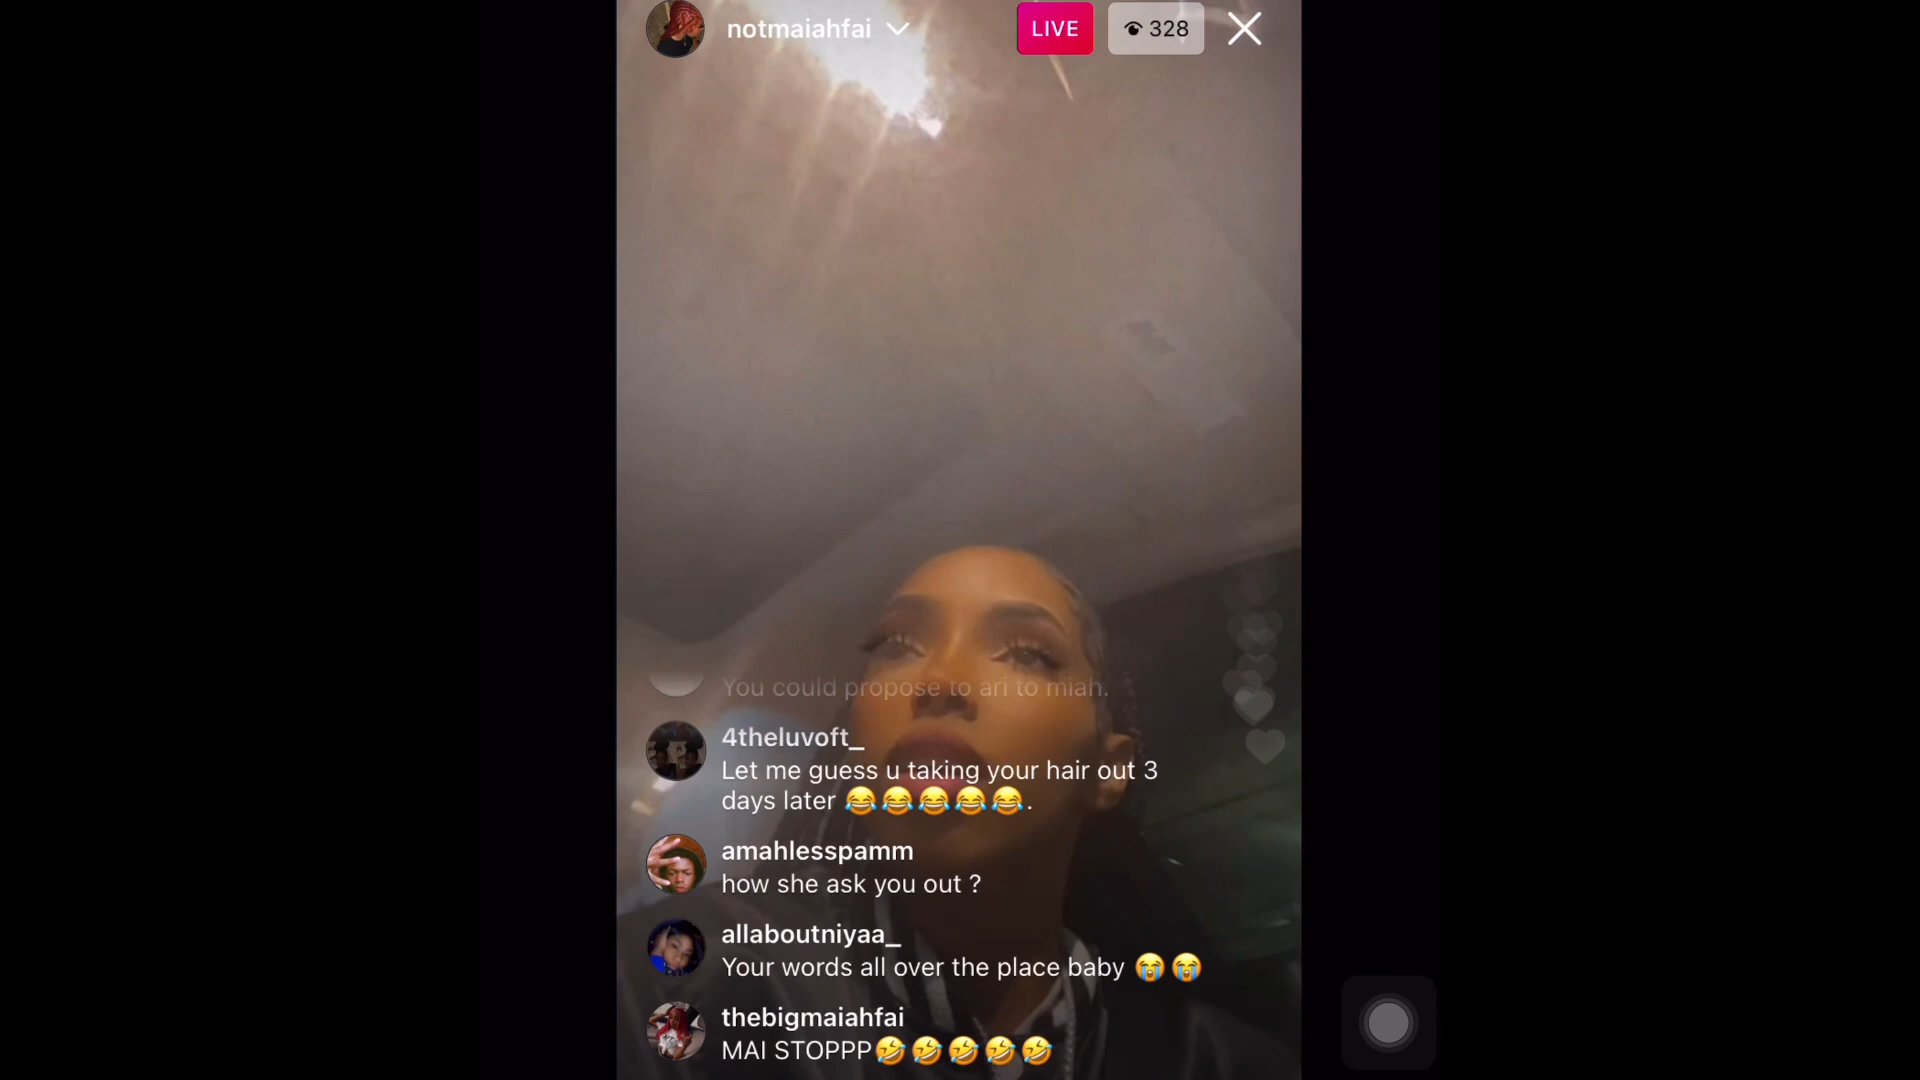 notmaiahfai
LIVE
328
You could propose to ari to miah.
4theluvoft_
Let me guess u taking your hair out 3
days later 😂😂😂😂😂.
amahlesspamm
how she ask you out ?
allaboutniyaa_
Your words all over the place baby 😭😭
thebigmaiahfai
MAI STOPPP🤣🤣🤣🤣🤣